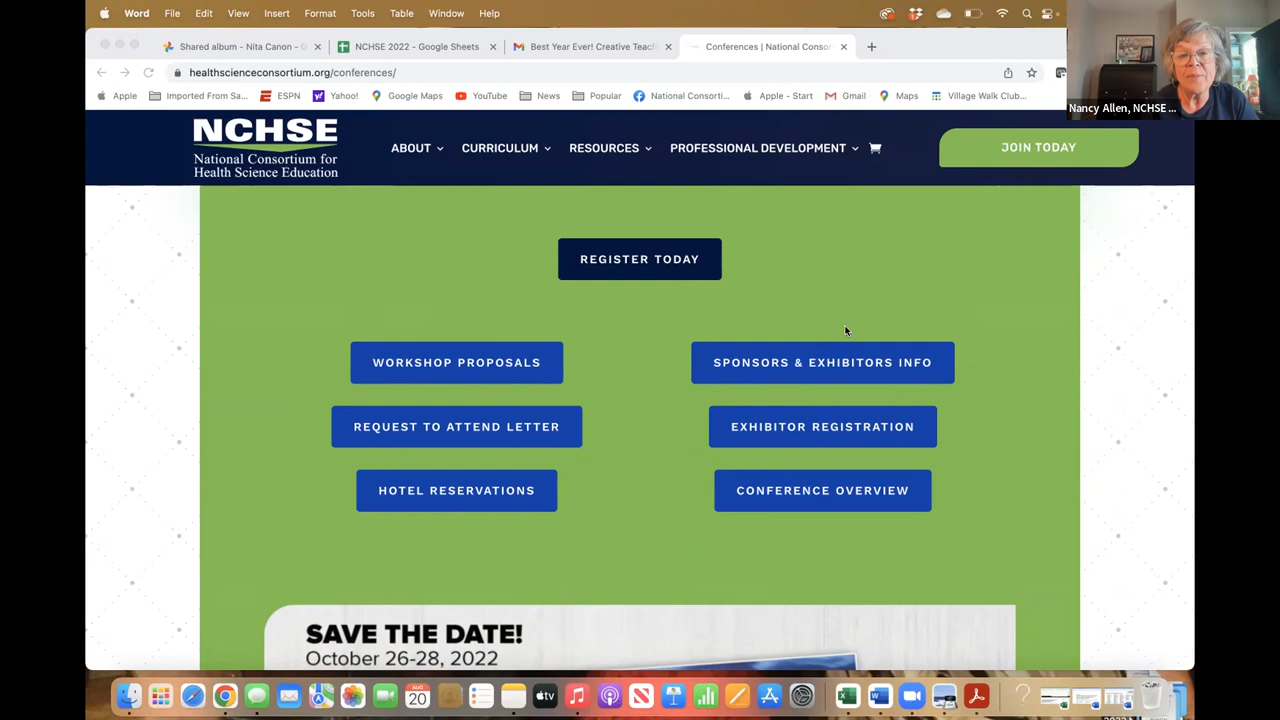 Word File Edit View Insert Format Tools Table Window Help
Shared album - Nita Canon - G
NCHSE 2022 - Google Sheets
Best Year Ever! Creative Teach
Conferences | National Consor
healthscienceconsortium.org/conferences/
Apple Imported From Sa... ESPN Yahoo! Google Maps YouTube News Popular National Consorti... Apple - Start Gmail Maps Village Walk Club...
Nancy Allen, NCHSE ...
NCHSE
National Consortium for
Health Science Education
ABOUT CURRICULUM RESOURCES PROFESSIONAL DEVELOPMENT JOIN TODAY
REGISTER TODAY
WORKSHOP PROPOSALS SPONSORS & EXHIBITORS INFO
REQUEST TO ATTEND LETTER EXHIBITOR REGISTRATION
HOTEL RESERVATIONS CONFERENCE OVERVIEW
SAVE THE DATE!
October 26-28, 2022
AUG
20
tv